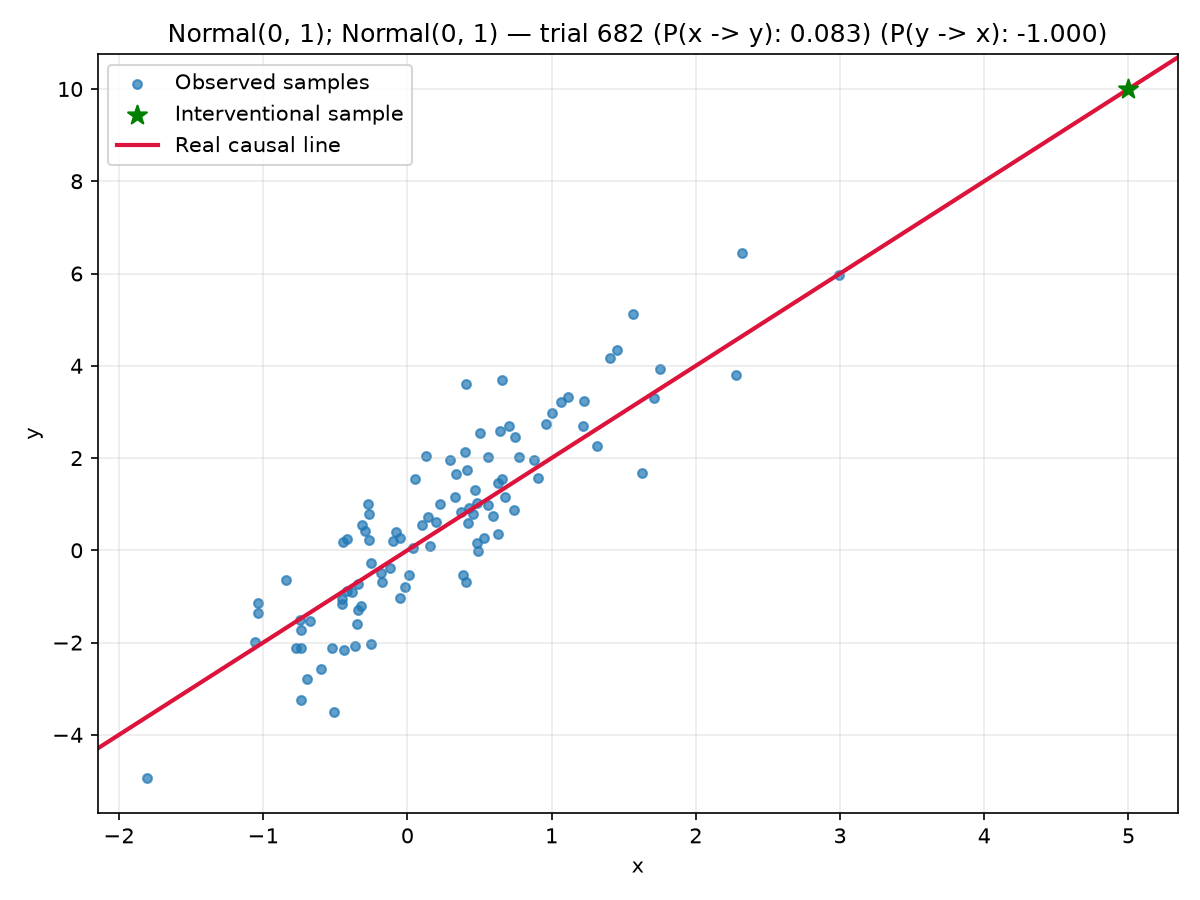 Normal(0, 1); Normal(0, 1) — trial 682 (P(x -> y): 0.083) (P(y -> x): -1.000)
Observed samples
Interventional sample
Real causal line
10
8
6
4
2
0
−2
−4
y
−2
−1
0
1
2
3
4
5
x